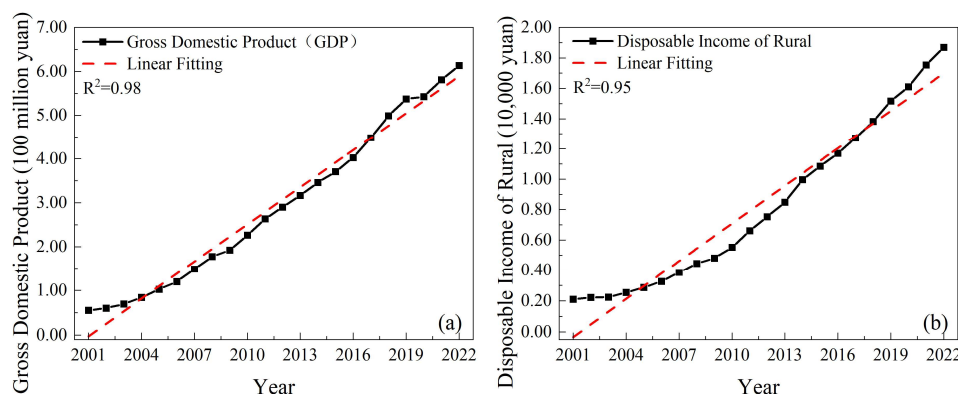 Gross Domestic Product (100 million yuan)
7.00
6.00
5.00
4.00
3.00
2.00
1.00
0.00
Gross Domestic Product（GDP）
Linear Fitting
R²=0.98
(a)
2001 2004 2007 2010 2013 2016 2019 2022
Year
Disposable Income of Rural (10,000 yuan)
2.00
1.80
1.60
1.40
1.20
1.00
0.80
0.60
0.40
0.20
0.00
Disposable Income of Rural
Linear Fitting
R²=0.95
(b)
2001 2004 2007 2010 2013 2016 2019 2022
Year